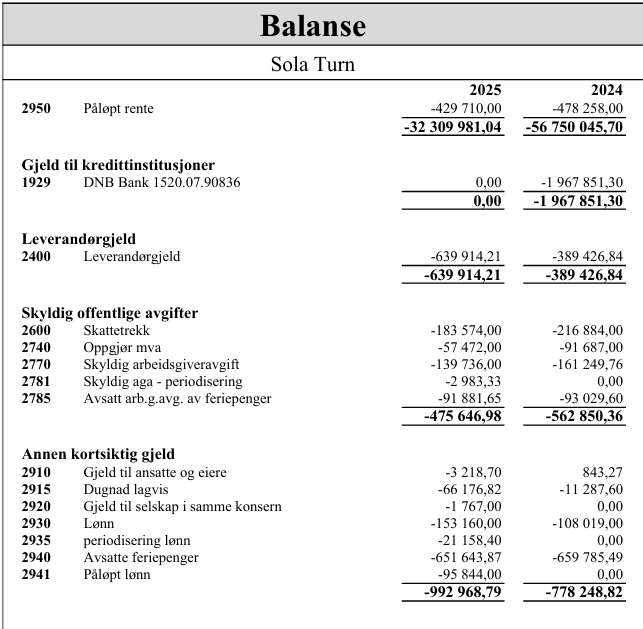 Balanse
Sola Turn
2025 2024
2950 Påløpt rente -429 710,00 -478 258,00
-32 309 981,04 -56 750 045,70
Gjeld til kredittinstitusjoner
1929 DNB Bank 1520.07.90836 0,00 -1 967 851,30
0,00 -1 967 851,30
Leverandørgjeld
2400 Leverandørgjeld -639 914,21 -389 426,84
-639 914,21 -389 426,84
Skyldig offentlige avgifter
2600 Skattetrekk -183 574,00 -216 884,00
2740 Oppgjør mva -57 472,00 -91 687,00
2770 Skyldig arbeidsgiveravgift -139 736,00 -161 249,76
2781 Skyldig aga - periodisering -2 983,33 0,00
2785 Avsatt arb.g.avg. av feriepenger -91 881,65 -93 029,60
-475 646,98 -562 850,36
Annen kortsiktig gjeld
2910 Gjeld til ansatte og eiere -3 218,70 843,27
2915 Dugnad lagvis -66 176,82 -11 287,60
2920 Gjeld til selskap i samme konsern -1 767,00 0,00
2930 Lønn -153 160,00 -108 019,00
2935 periodisering lønn -21 158,40 0,00
2940 Avsatte feriepenger -651 643,87 -659 785,49
2941 Påløpt lønn -95 844,00 0,00
-992 968,79 -778 248,82